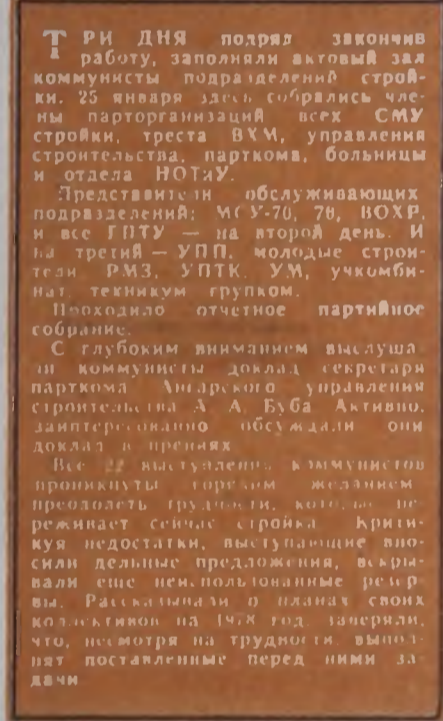 ТРИ ДНЯ подряд закончив
работу, заполняли актовый зал
коммунисты подразделений строй-
ки. 25 января здесь собрались чле-
ны парторганизаций всех СМУ
стройки, треста ВХМ, управления
строительства, парткома, больницы
и отдела НОТиУ.
Представители обслуживающих
подразделений: МСУ-70, 78, ВОХР,
и все ГПТУ — на второй день. И
на третий — УПП, молодые строи-
тели РМЗ, УПТК, УМ, учкомби-
нат, техникум групком.
Проходило отчетное партийное
собрание.
С глубоким вниманием выслуша
ли коммунисты доклад секретаря
парткома Ангарского управления
строительства А. А. Буба Активно,
заинтересованно обсуждали они
доклад в прениях
Все 22 выступления коммунистов
проникнуты горячим желанием
преодолеть трудности, которые пе-
реживает сейчас стройка Крити-
куя недостатки, выступающие вно-
сили дельные предложения, вскры-
вали еще неиспользованные резер
вы. Рассказывали о планах своих
коллективов на 1978 год, заверяли,
что, несмотря на трудности, выпол-
нят поставленные перед ними за-
дачи